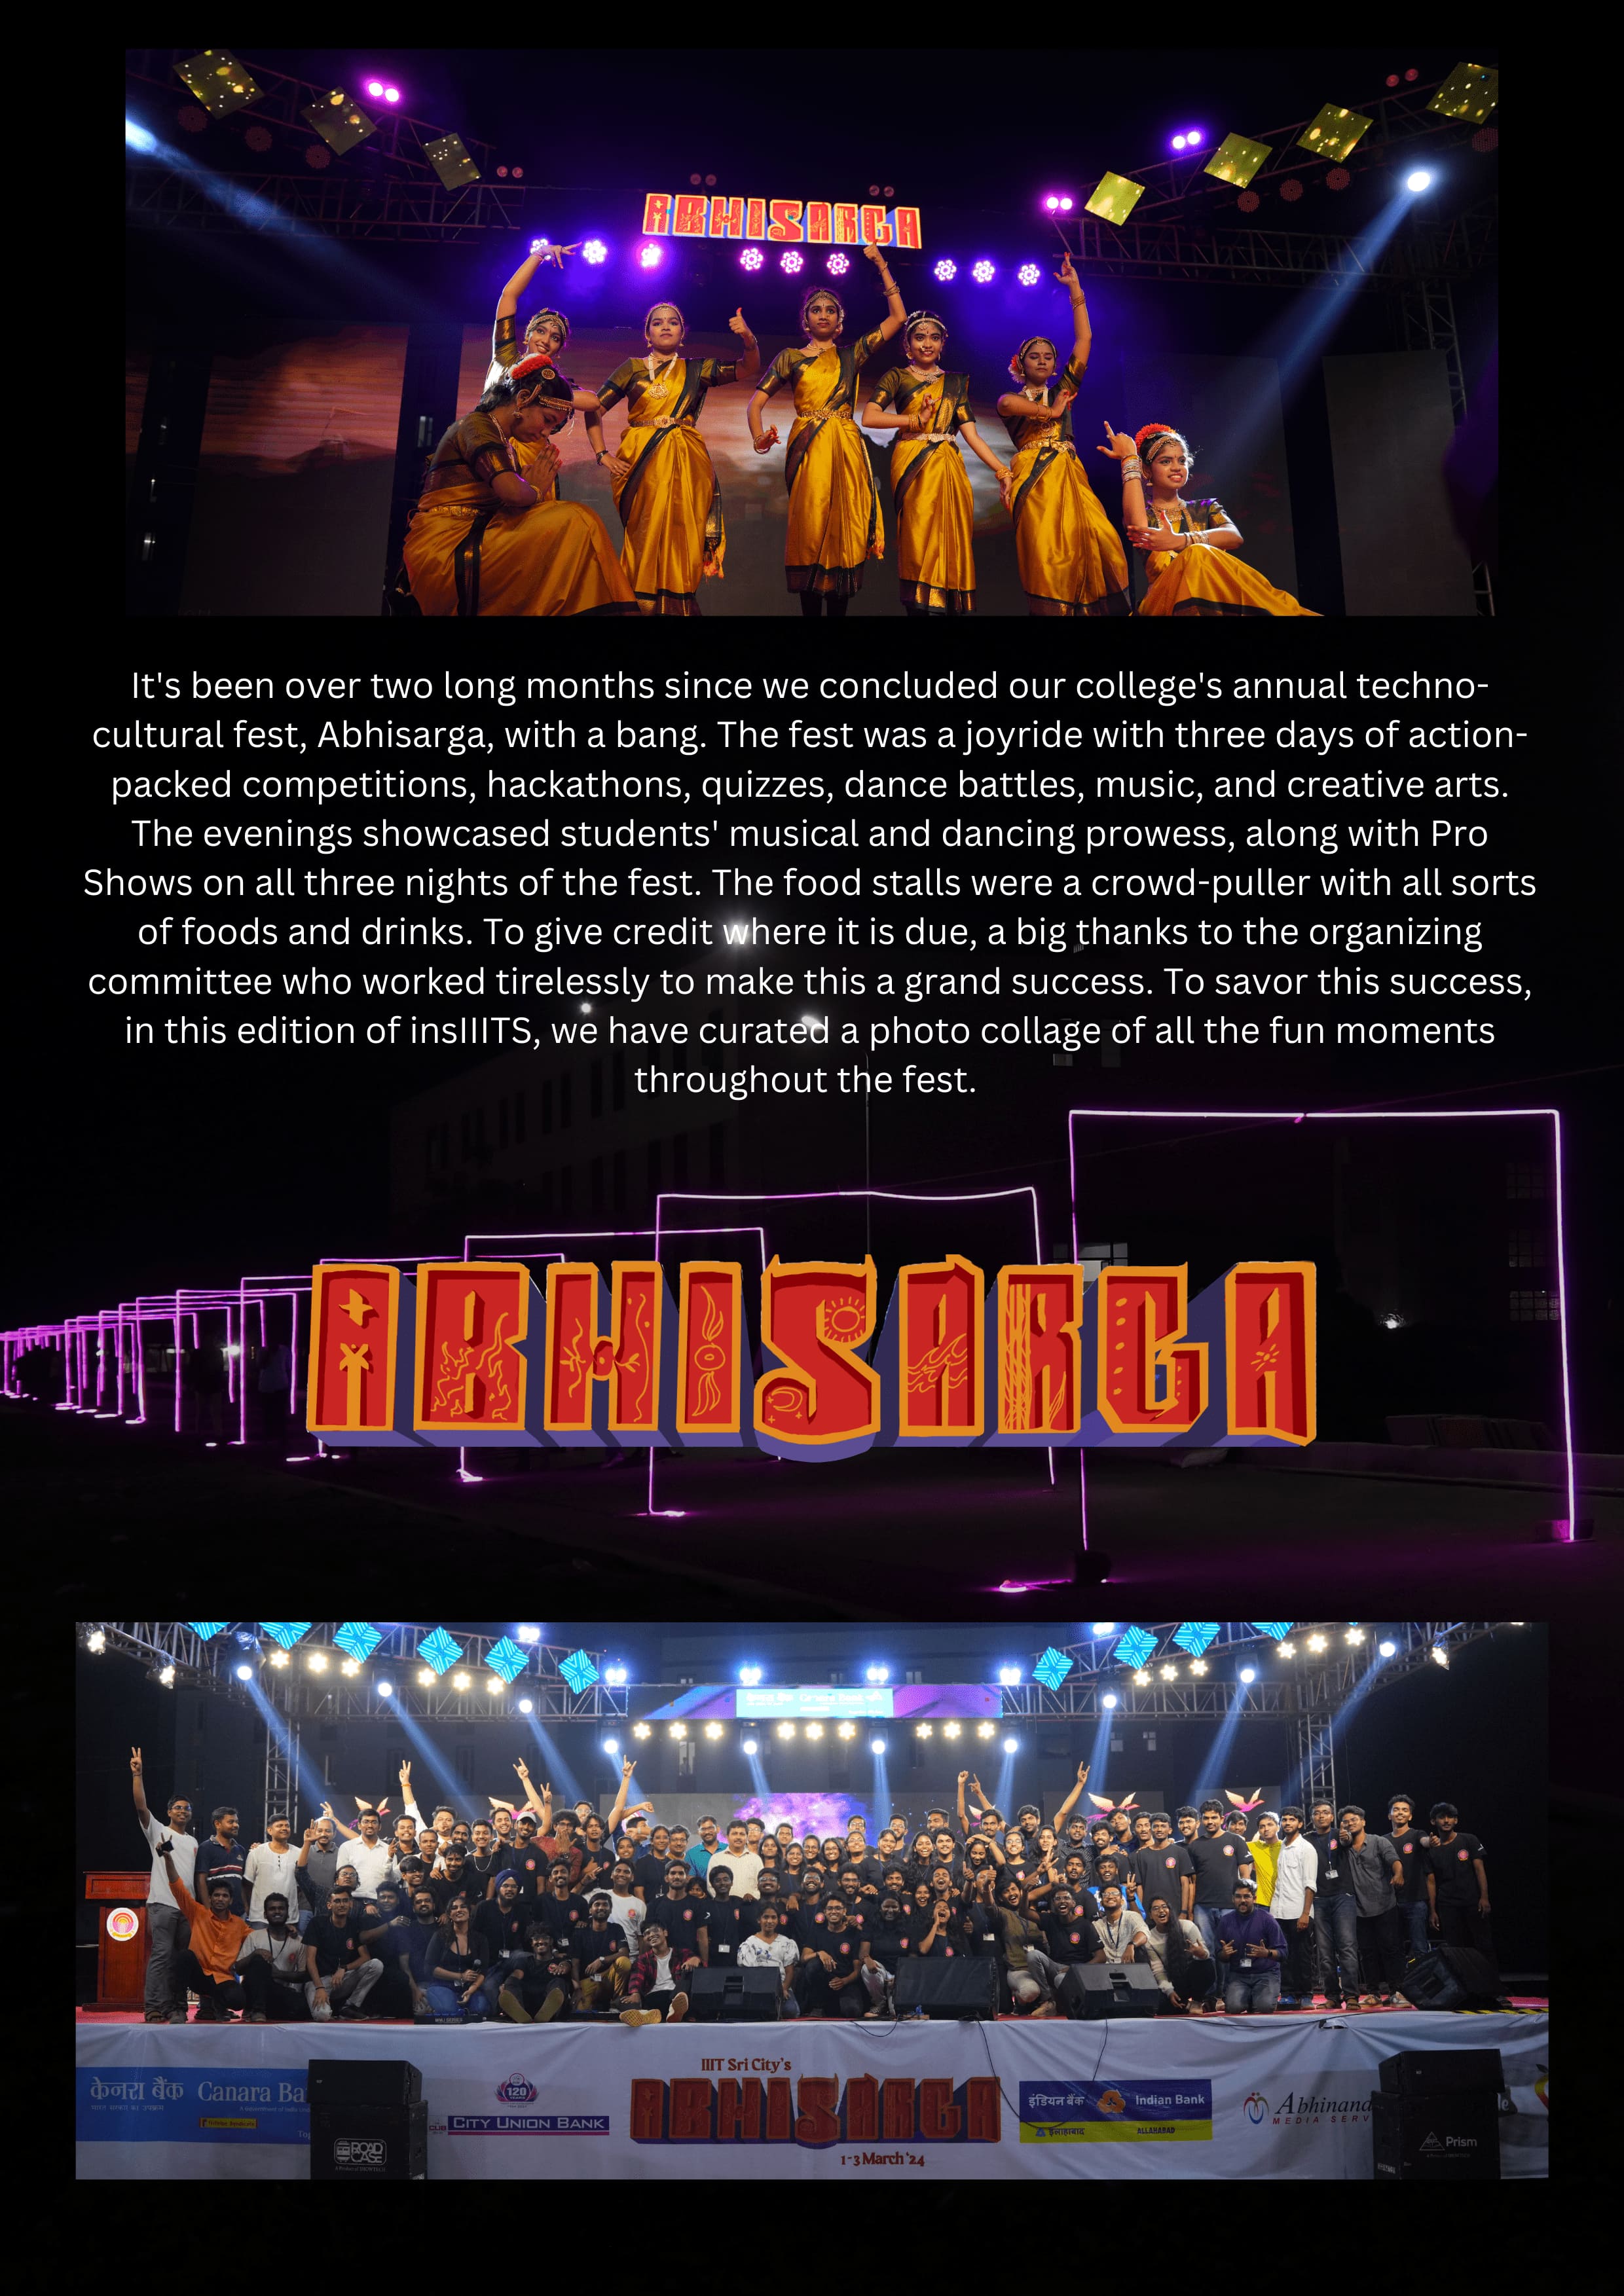 ABHISARGA
It's been over two long months since we concluded our college's annual techno-
cultural fest, Abhisarga, with a bang. The fest was a joyride with three days of action-
packed competitions, hackathons, quizzes, dance battles, music, and creative arts.
The evenings showcased students' musical and dancing prowess, along with Pro
Shows on all three nights of the fest. The food stalls were a crowd-puller with all sorts
of foods and drinks. To give credit where it is due, a big thanks to the organizing
committee who worked tirelessly to make this a grand success. To savor this success,
in this edition of insIIITS, we have curated a photo collage of all the fun moments
throughout the fest.
ABHISARGA
केनरा बैंक Canara Ba
120
CUB
CITY UNION BANK
ROAD
CASE
IIIT Sri City's
ABHISARGA
1-3 March '24
इंडियन बैंक Indian Bank
इलाहाबाद ALLAHABAD
Abhinand
MEDIA SERV
Prism